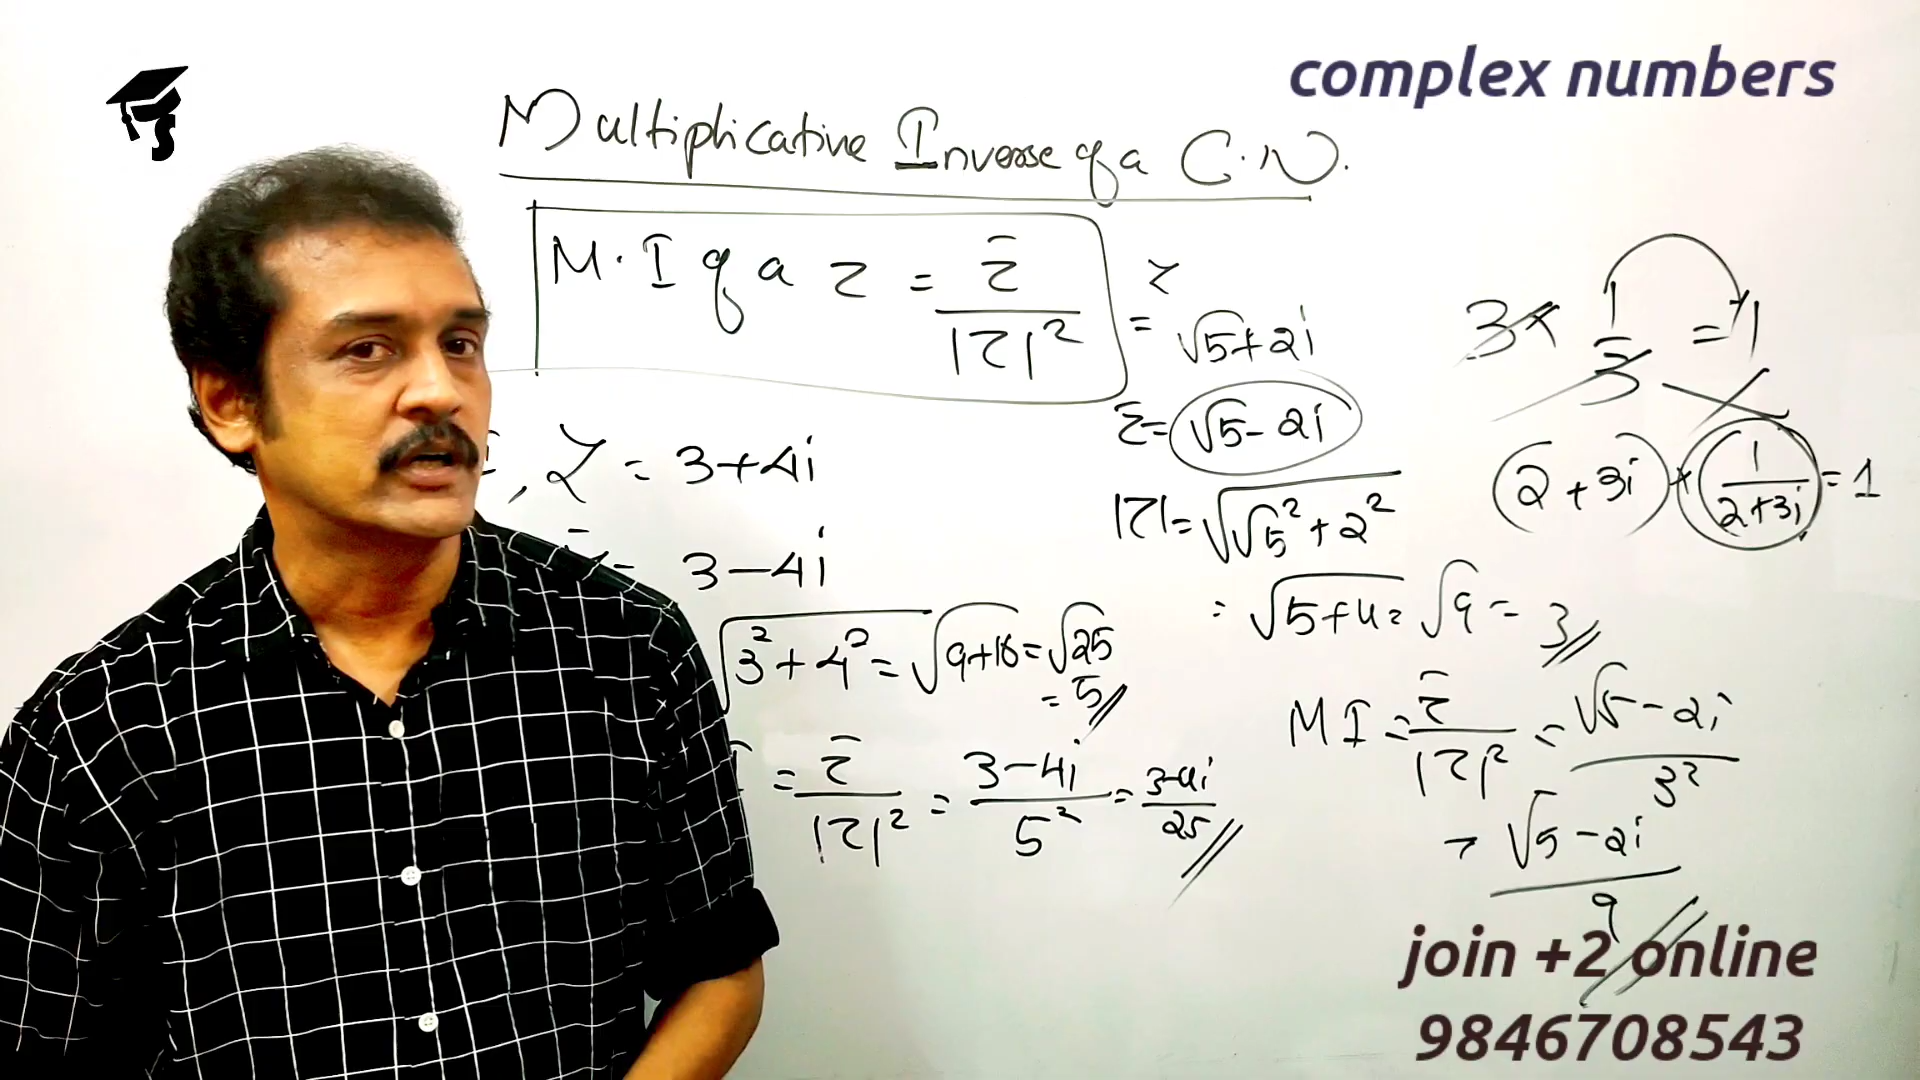 complex numbers
Multiplicative Inverse of a C.N.
M.I of a z = z̄ / |z|²
z = √5+2i
z̄ = √5-2i
|z| = √(√5² + 2²)
= √5+4 = √9 = 3
MI = z̄ / |z|² = √5-2i / 3²
= √5-2i / 9
3 × 1/3 = 1
(2+3i) × (1/2+3i) = 1
, z = 3+4i
= 3-4i
√3²+4² = √9+16 = √25
= 5
= z̄ / |z|² = 3-4i / 5² = 3-4i / 25
join +2 online
9846708543